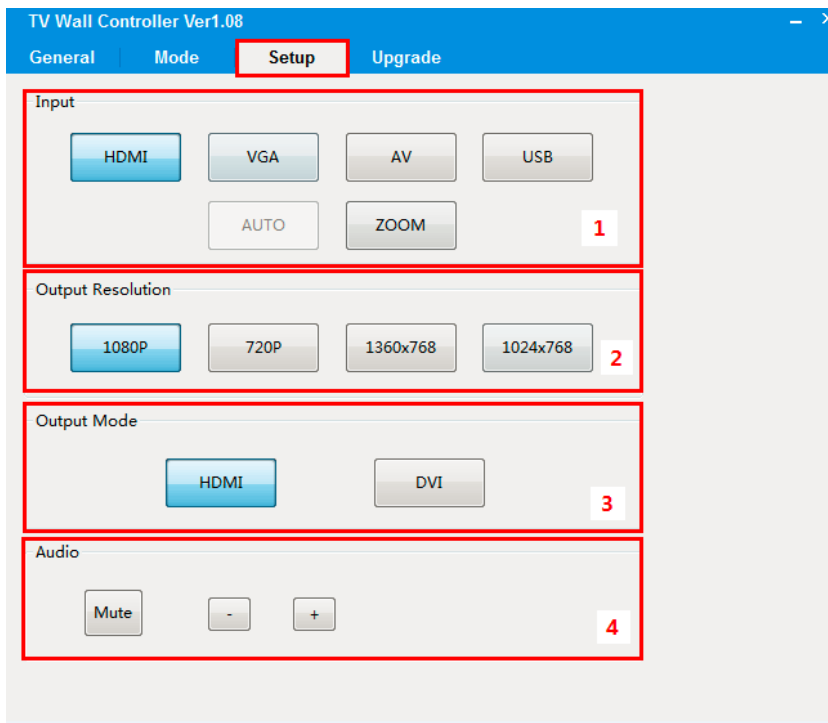 TV Wall Controller Ver1.08
General Mode Setup Upgrade
Input
HDMI VGA AV USB
AUTO ZOOM
1
Output Resolution
1080P 720P 1360x768 1024x768
2
Output Mode
HDMI DVI
3
Audio
Mute - +
4